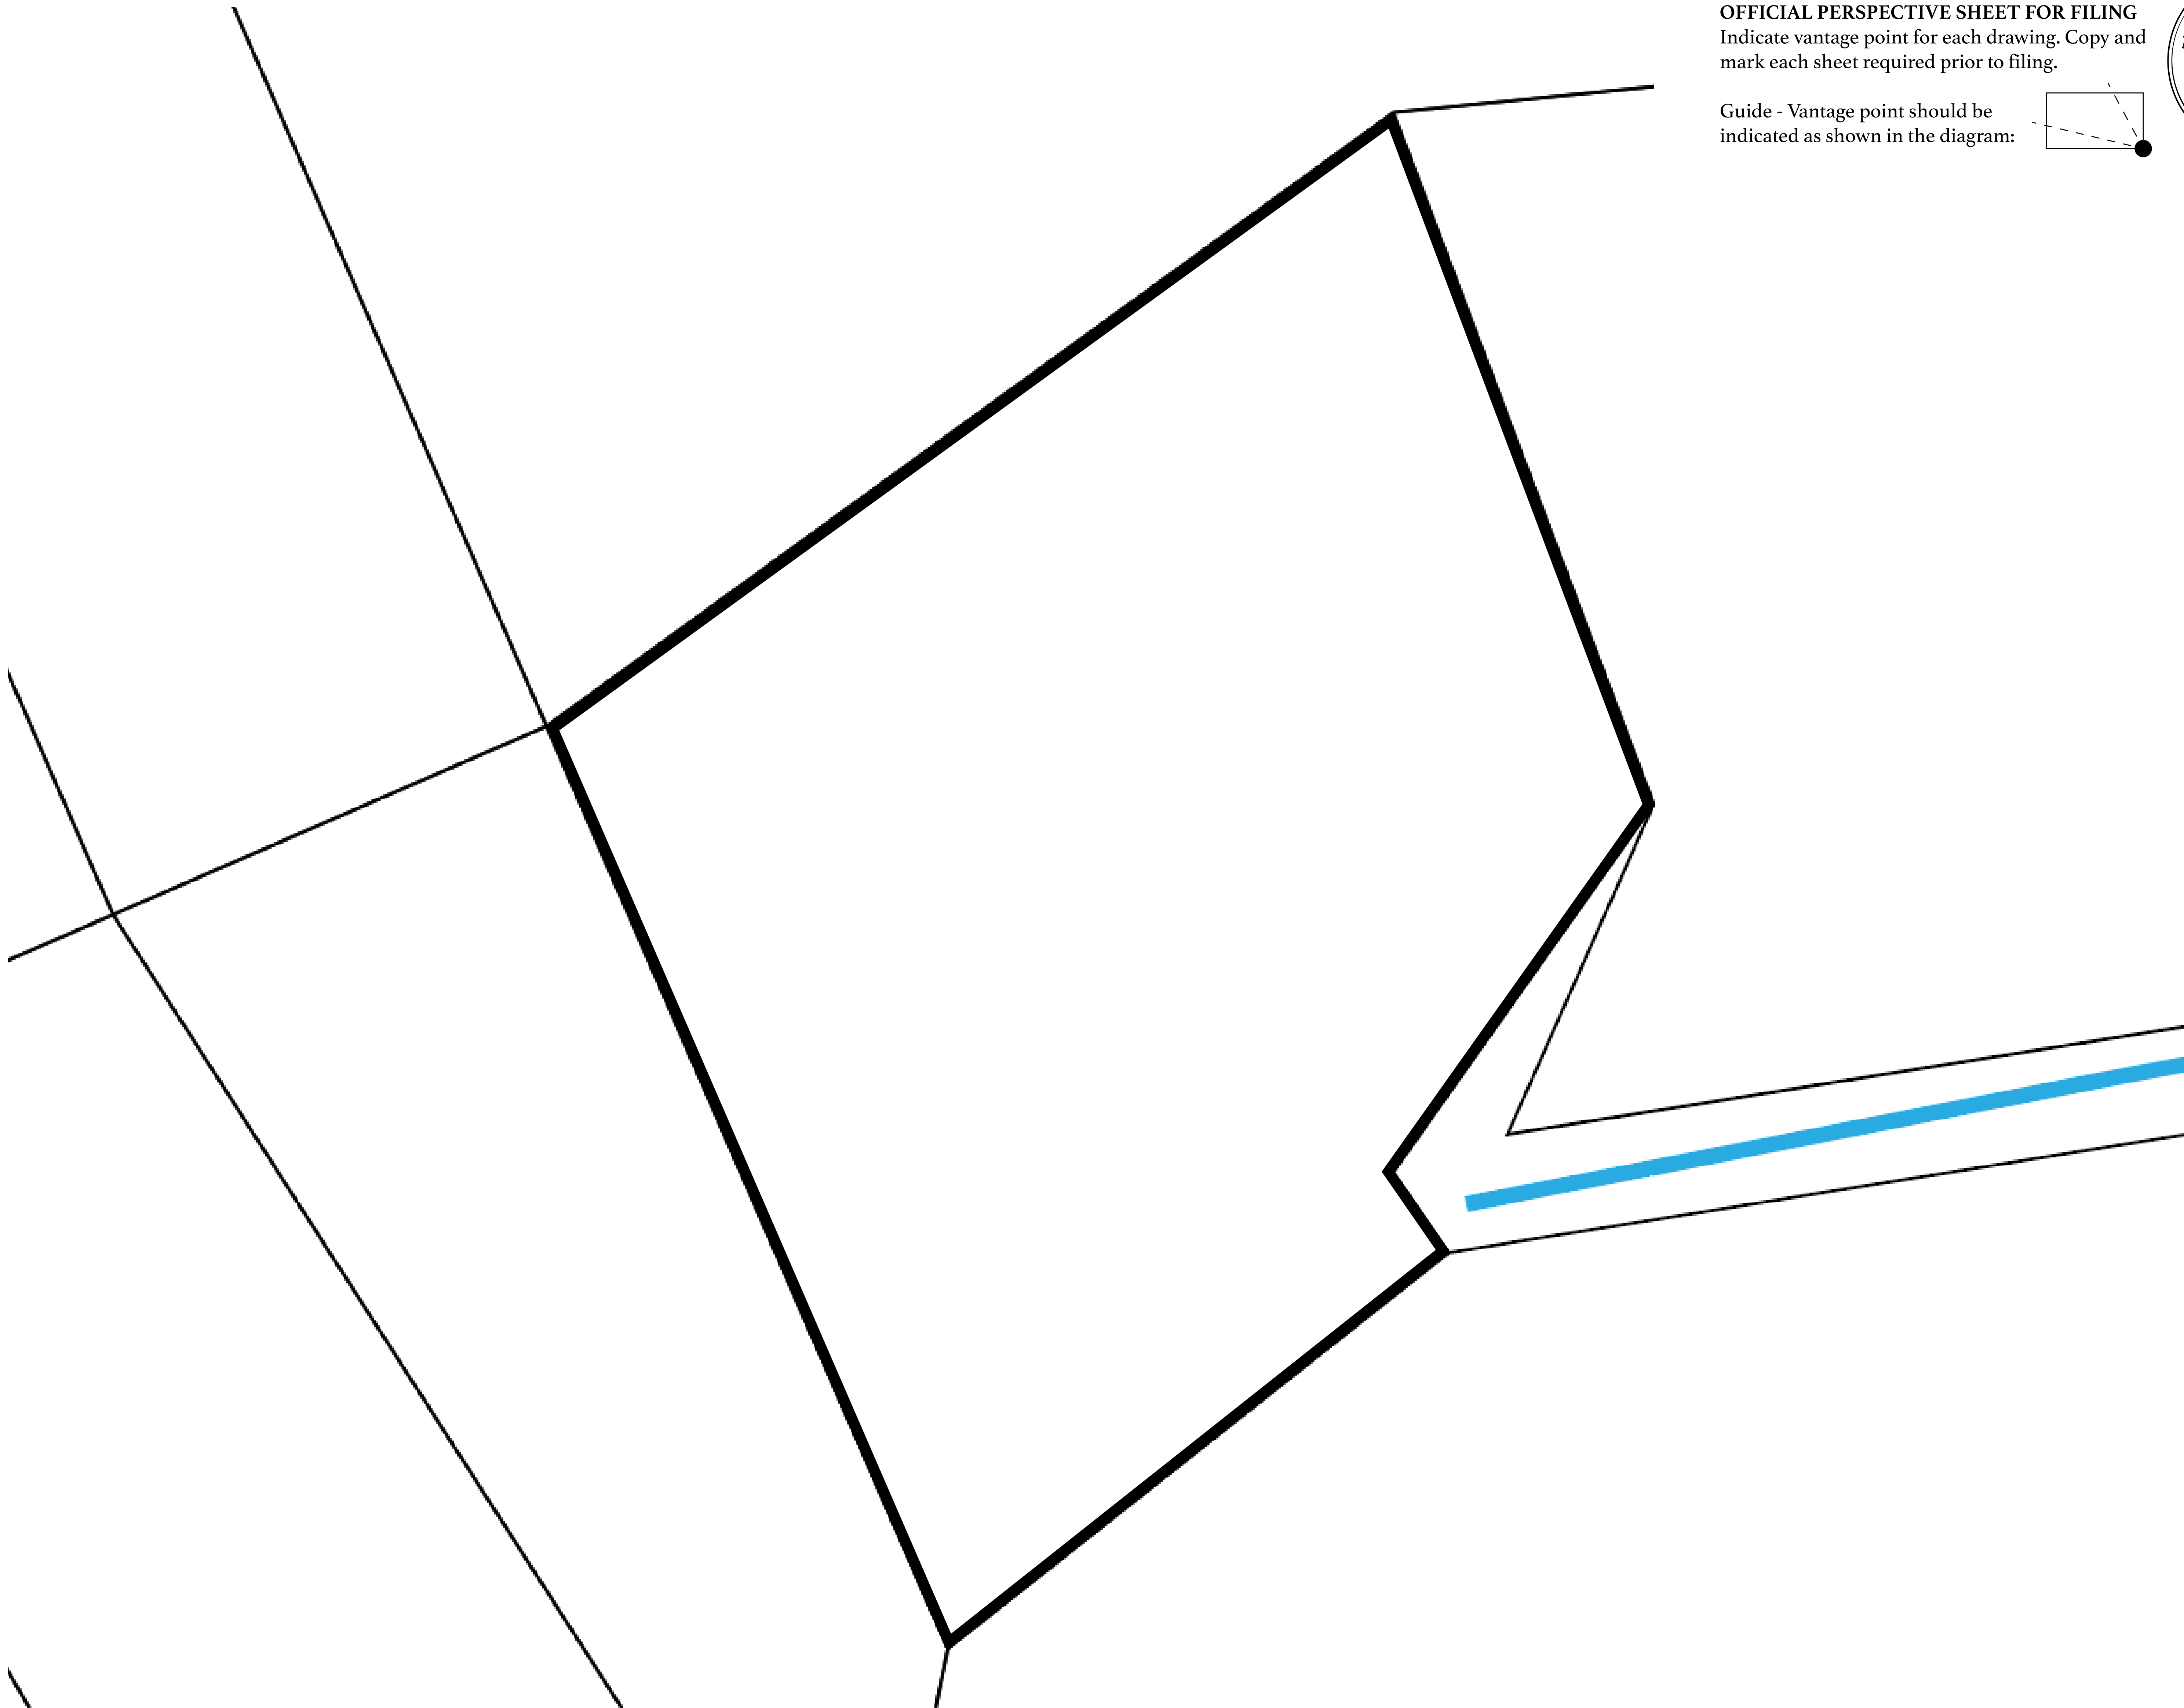 OFFICIAL PERSPECTIVE SHEET FOR FILING
Indicate vantage point for each drawing. Copy and
mark each sheet required prior to filing.
Guide - Vantage point should be
indicated as shown in the diagram: